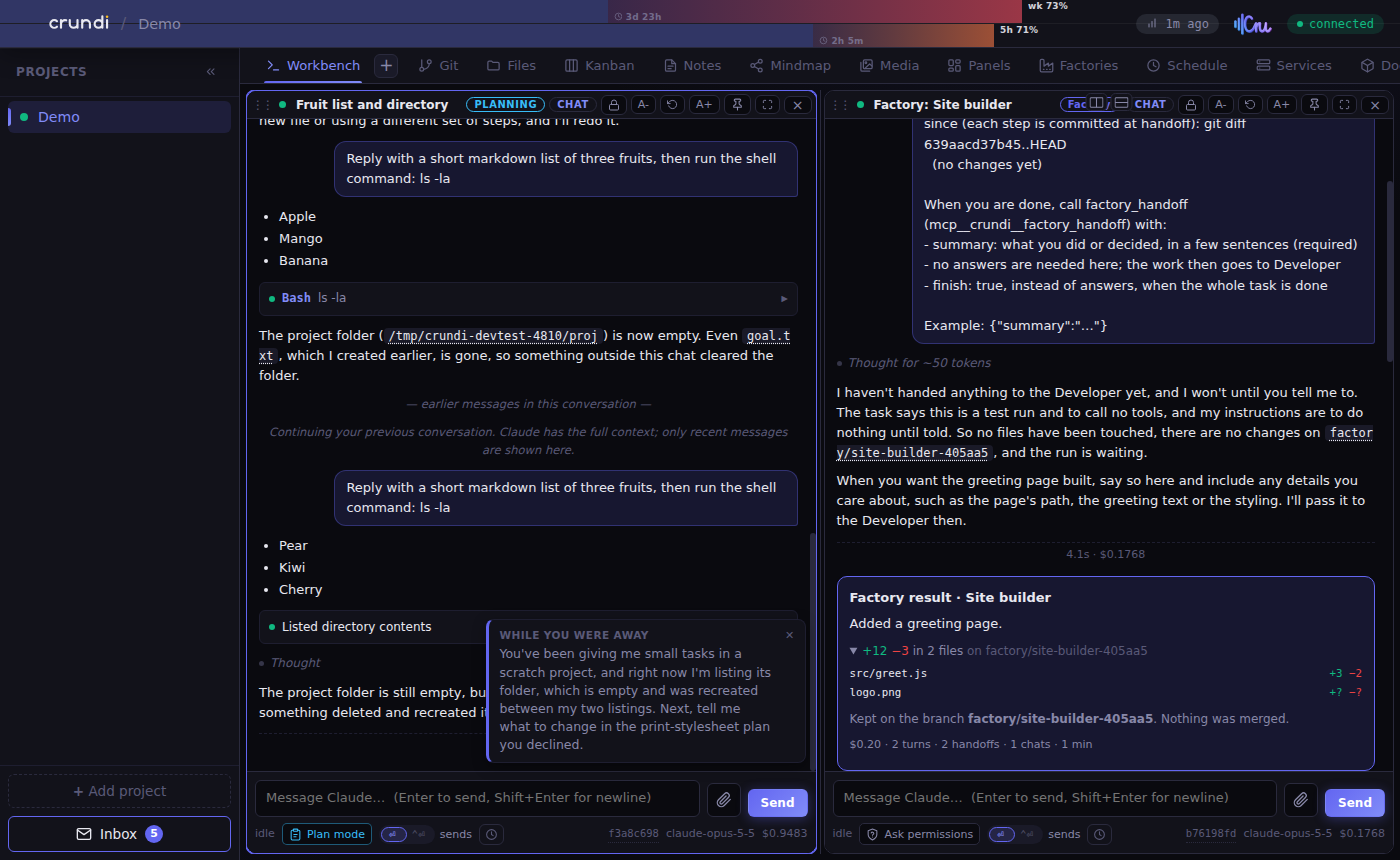 crundi / Demo
3d 23h
wk 73%
2h 5m
5h 71%
1m ago
connected
PROJECTS «
Workbench + Git Files Kanban Notes Mindmap Media Panels Factories Schedule Services Do
Demo
Fruit list and directory PLANNING CHAT A- A+ ×
new file or using a different set of steps, and I'll redo it.
Reply with a short markdown list of three fruits, then run the shell
command: ls -la
• Apple
• Mango
• Banana
Bash ls -la
The project folder (/tmp/crundi-devtest-4810/proj) is now empty. Even goal.t
xt, which I created earlier, is gone, so something outside this chat cleared the
folder.
— earlier messages in this conversation —
Continuing your previous conversation. Claude has the full context; only recent messages
are shown here.
Reply with a short markdown list of three fruits, then run the shell
command: ls -la
• Pear
• Kiwi
• Cherry
Listed directory contents
Thought
The project folder is still empty, bu
something deleted and recreated it
WHILE YOU WERE AWAY ×
You've been giving me small tasks in a
scratch project, and right now I'm listing its
folder, which is empty and was recreated
between my two listings. Next, tell me
what to change in the print-stylesheet plan
you declined.
Message Claude… (Enter to send, Shift+Enter for newline)
Send
idle Plan mode sends f3a8c698 claude-opus-5-5 $0.9483
Factory: Site builder CHAT A- A+ ×
since (each step is committed at handoff): git diff
639aacd37b45..HEAD
(no changes yet)
When you are done, call factory_handoff
(mcp__crundi__factory_handoff) with:
- summary: what you did or decided, in a few sentences (required)
- no answers are needed here; the work then goes to Developer
- finish: true, instead of answers, when the whole task is done
Example: {"summary":"…"}
Thought for ~50 tokens
I haven't handed anything to the Developer yet, and I won't until you tell me to.
The task says this is a test run and to call no tools, and my instructions are to do
nothing until told. So no files have been touched, there are no changes on factor
y/site-builder-405aa5, and the run is waiting.
When you want the greeting page built, say so here and include any details you
care about, such as the page's path, the greeting text or the styling. I'll pass it to
the Developer then.
4.1s · $0.1768
Factory result · Site builder
Added a greeting page.
▼ +12 −3 in 2 files on factory/site-builder-405aa5
src/greet.js +3 −2
logo.png +? −?
Kept on the branch factory/site-builder-405aa5. Nothing was merged.
$0.20 · 2 turns · 2 handoffs · 1 chats · 1 min
Message Claude… (Enter to send, Shift+Enter for newline)
Send
idle Ask permissions sends b76198fd claude-opus-5-5 $0.1768
+ Add project
Inbox 5